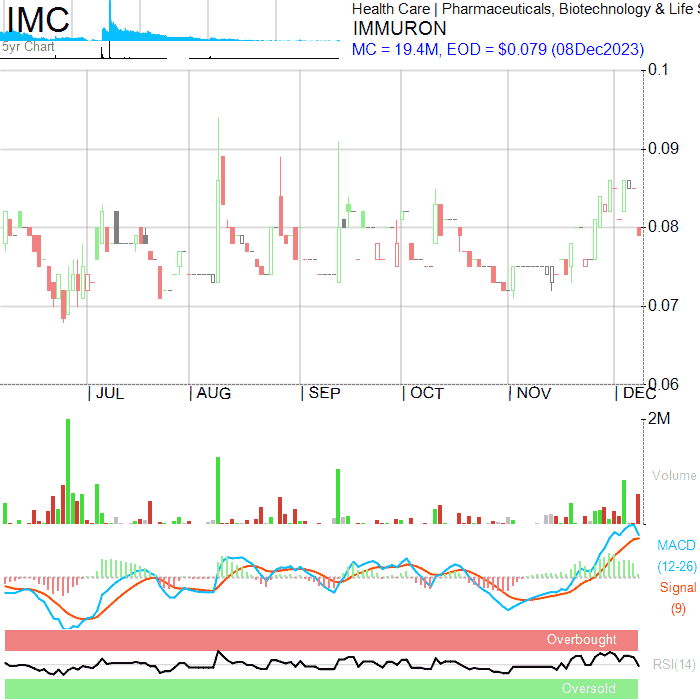 IMC
5yr Chart
Health Care | Pharmaceuticals, Biotechnology & Life
IMMURON
MC = 19.4M, EOD = $0.079 (08Dec2023)
0.1
0.09
0.08
0.07
0.06
JUL
AUG
SEP
OCT
NOV
DEC
2M
Volume
MACD
(12-26)
Signal
(9)
Overbought
RSI(14)
Oversold